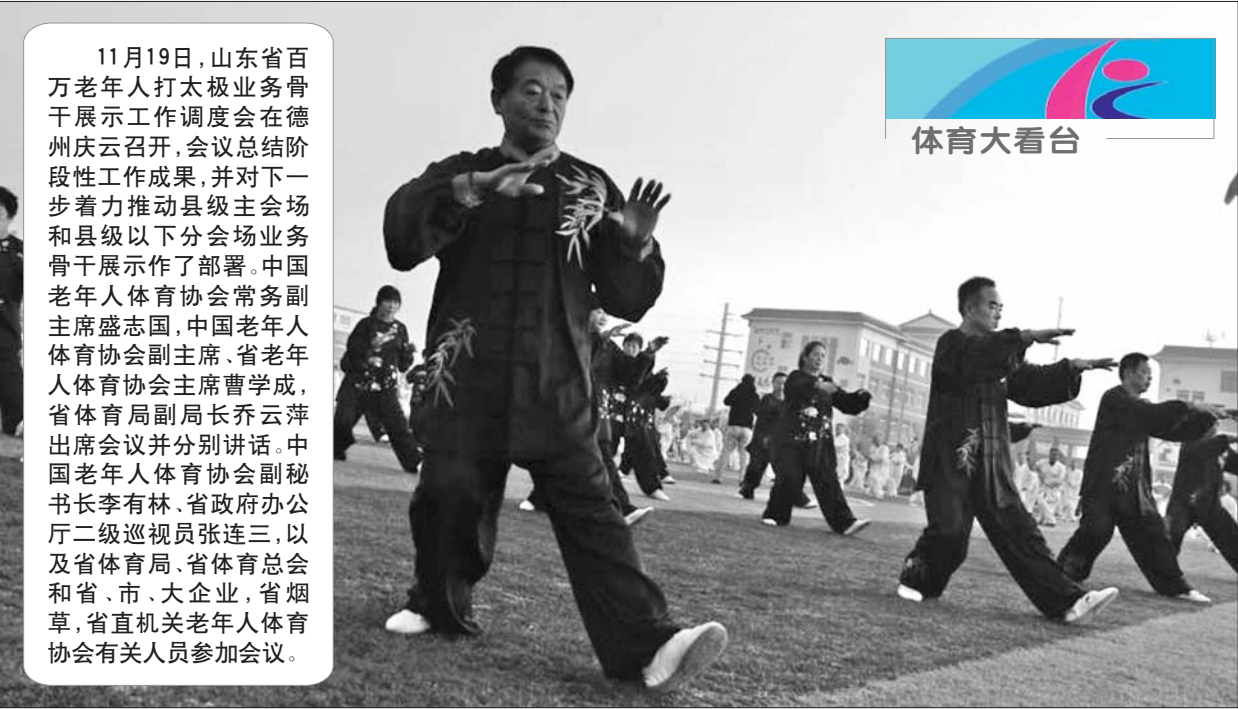 11月19日,山东省百
万老年人打太极业务骨
干展示工作调度会在德
州庆云召开,会议总结阶
段性工作成果,并对下一
步着力推动县级主会场
和县级以下分会场业务
骨干展示作了部署。中国
老年人体育协会常务副
主席盛志国,中国老年人
体育协会副主席、省老年
人体育协会主席曹学成,
省体育局副局长乔云萍
出席会议并分别讲话。中
国老年人体育协会副秘
书长李有林、省政府办公
厅二级巡视员张连三,以
及省体育局、省体育总会
和省、市、大企业,省烟
草,省直机关老年人体育
协会有关人员参加会议。
体育大看台